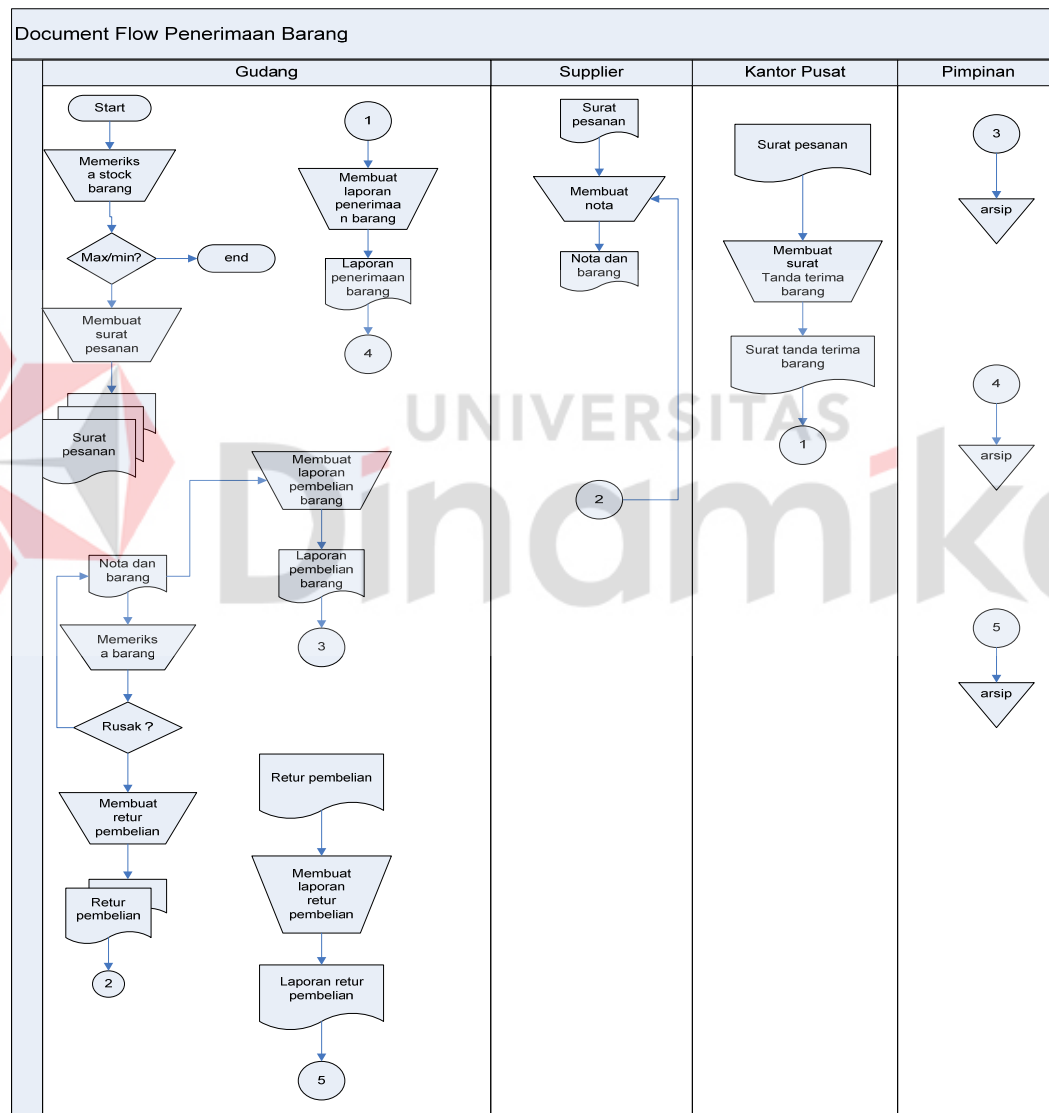 Document Flow Penerimaan Barang
Gudang
Supplier
Kantor Pusat
Pimpinan
Start
Memeriks
a stock
barang
Max/min?
end
Membuat
surat
pesanan
Surat
pesanan
Nota dan
barang
Memeriks
a barang
Rusak ?
Membuat
retur
pembelian
Retur
pembelian
2
1
Membuat
laporan
penerimaa
n barang
Laporan
penerimaan
barang
4
Membuat
laporan
pembelian
barang
Laporan
pembelian
barang
3
Retur pembelian
Membuat
laporan
retur
pembelian
Laporan retur
pembelian
5
Surat
pesanan
Membuat
nota
Nota dan
barang
2
Surat pesanan
Membuat
surat
Tanda terima
barang
Surat tanda terima
barang
1
3
arsip
4
arsip
5
arsip
UNIVERSITAS
Dinamika